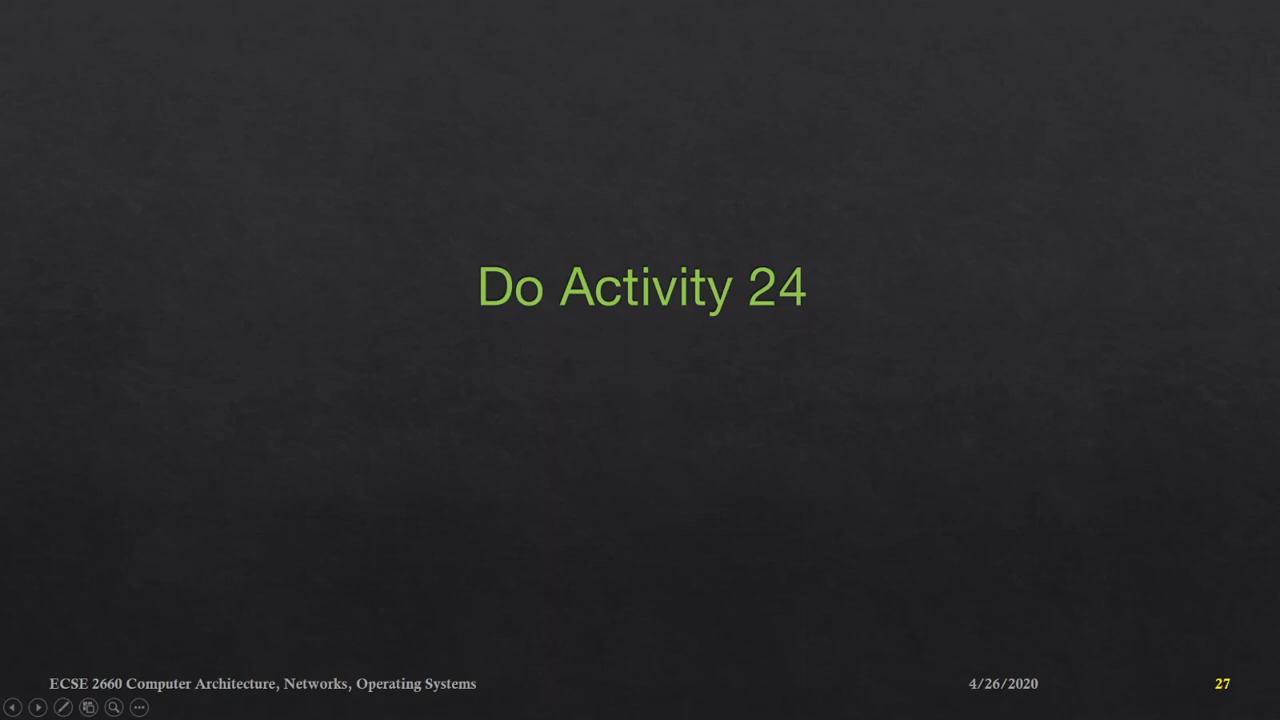 Do Activity 24
ECSE 2660 Computer Architecture, Networks, Operating Systems
4/26/2020
27